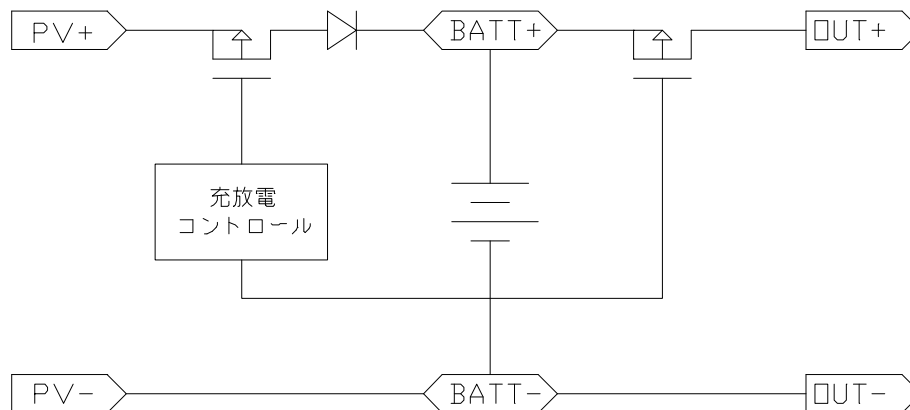 PV+
BATT+
OUT+
充放電
コントロール
PV-
BATT-
OUT-